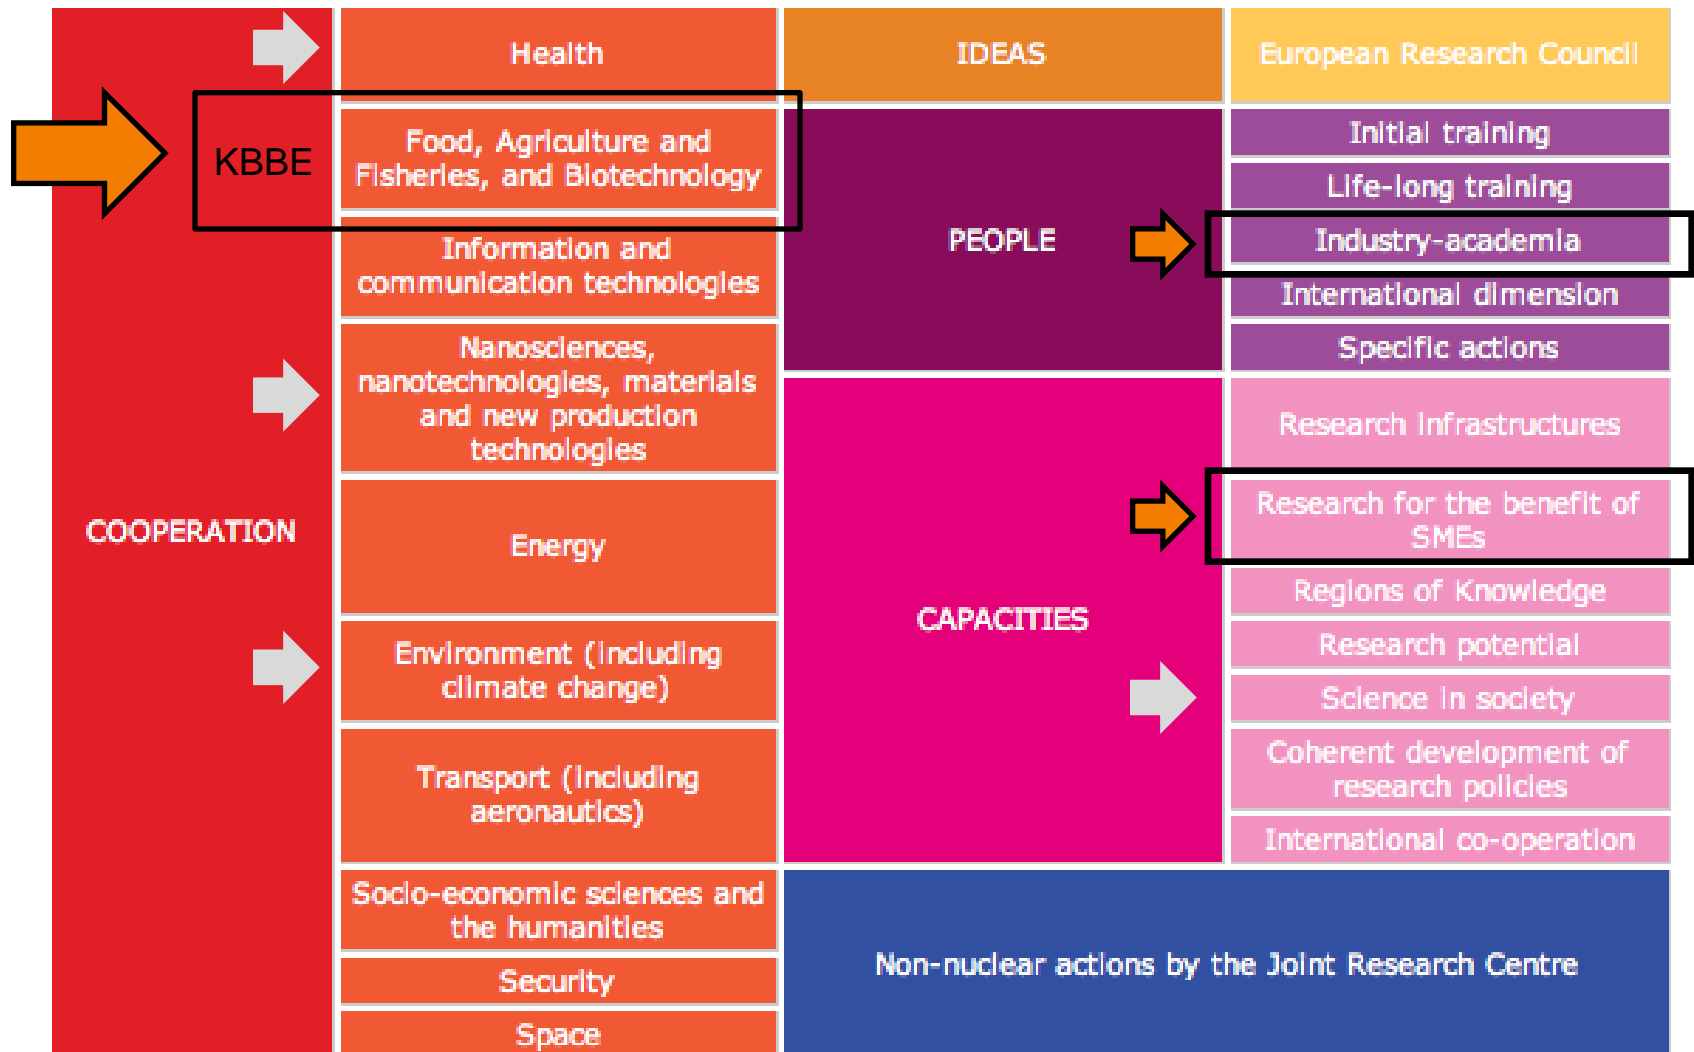 COOPERATION
Health
KBBE
Food, Agriculture and
Fisheries, and Biotechnology
Information and
communication technologies
Nanosciences,
nanotechnologies, materials
and new production
technologies
Energy
Environment (including
climate change)
Transport (including
aeronautics)
Socio-economic sciences and
the humanities
Security
Space
IDEAS
European Research Council
PEOPLE
Initial training
Life-long training
Industry-academia
International dimension
Specific actions
CAPACITIES
Research infrastructures
Research for the benefit of
SMEs
Regions of Knowledge
Research potential
Science in society
Coherent development of
research policies
International co-operation
Non-nuclear actions by the Joint Research Centre